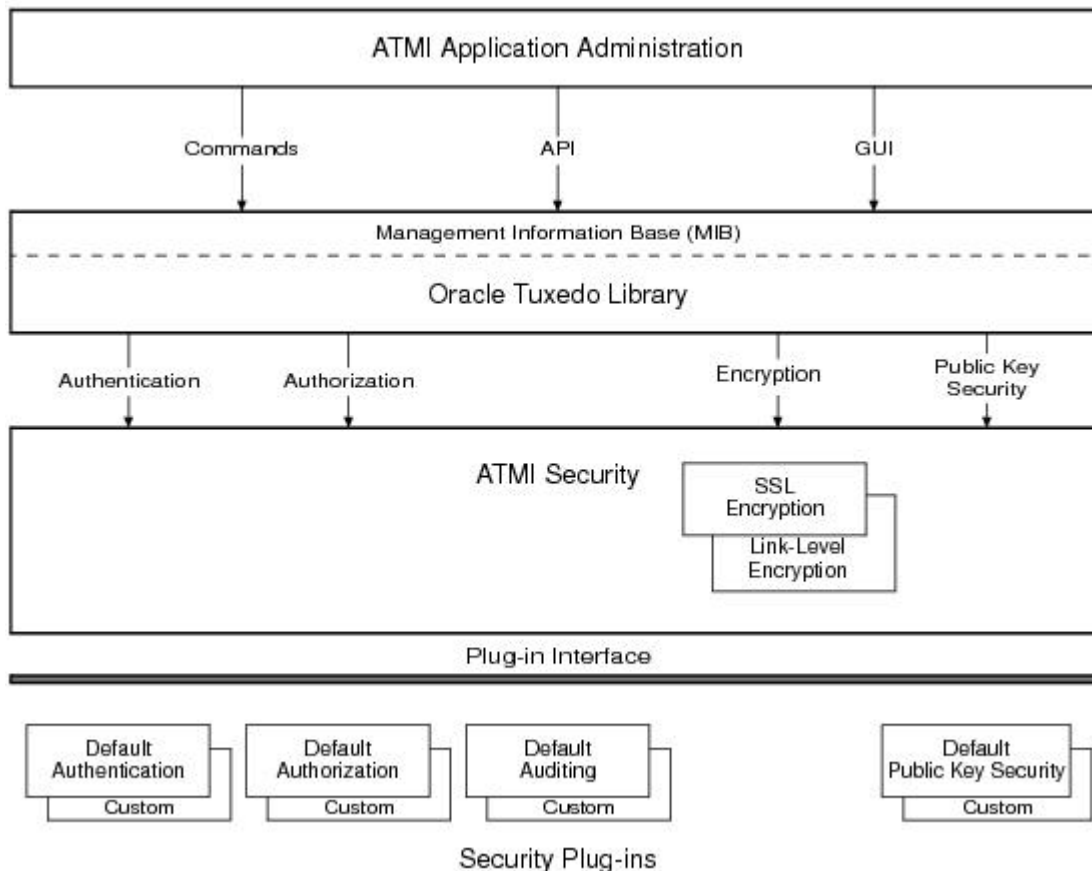 ATMI Application Administration
Commands
API
GUI
Management Information Base (MIB)
Oracle Tuxedo Library
Authentication
Authorization
Encryption
Public Key
Security
ATMI Security
SSL
Encryption
Link-Level
Encryption
Plug-in Interface
Default
Authentication
Custom
Default
Authorization
Custom
Default
Auditing
Custom
Default
Public Key Security
Custom
Security Plug-ins